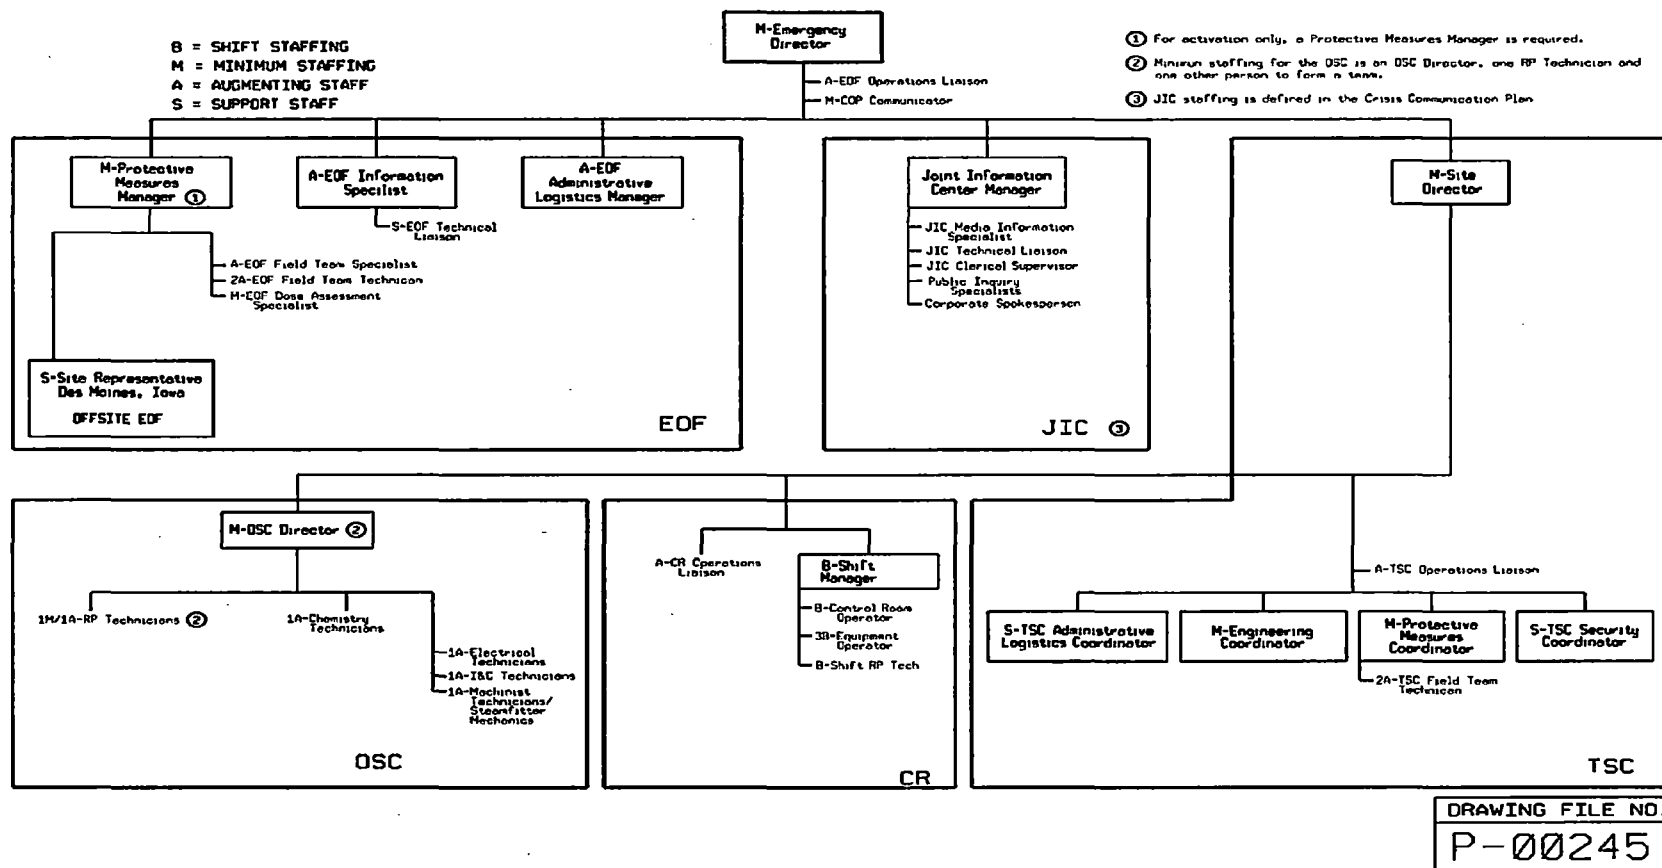 M-Emergency
Director
B = SHIFT STAFFING
M = MINIMUM STAFFING
A = AUGMENTING STAFF
S = SUPPORT STAFF
A-EOF Operations Liaison
M-COP Communicator
① For activation only, a Protective Measures Manager is required.
② Minimum staffing for the OSC is an OSC Director, one RP Technician and
one other person to form a team.
③ JIC staffing is defined in the Crisis Communication Plan
M-Protective
Measures
Manager ①
A-EOF Information
Specilist
A-EOF
Administrative
Logistics Manager
S-EOF Technical
Liaison
A-EOF Field Team Specialist
2A-EOF Field Team Technicon
M-EOF Dose Assessment
Specialist
S-Site Representative
Des Moines, Iowa
OFFSITE EOF
EOF
Joint Information
Center Manager
JIC Media Information
Specialist
JIC Technical Liaison
JIC Clerical Supervisor
Public Inquiry
Specialists
Corporate Spokesperson
JIC ③
M-Site
Director
M-OSC Director ②
1M/1A-RP Technicians ②
1A-Chemistry
Technicians
1A-Electrical
Technicians
1A-I&C Technicians
1A-Machinist
Technicians/
Steamfitter
Mechanics
OSC
A-CR Operations
Liaison
B-Shift
Manager
B-Control Room
Operator
3B-Equipment
Operator
B-Shift RP Tech
CR
A-TSC Operations Liaison
S-TSC Administrative
Logistics Coordinator
M-Engineering
Coordinator
M-Protective
Measures
Coordinator
S-TSC Security
Coordinator
2A-TSC Field Team
Technican
TSC
DRAWING FILE NO.
P-00245